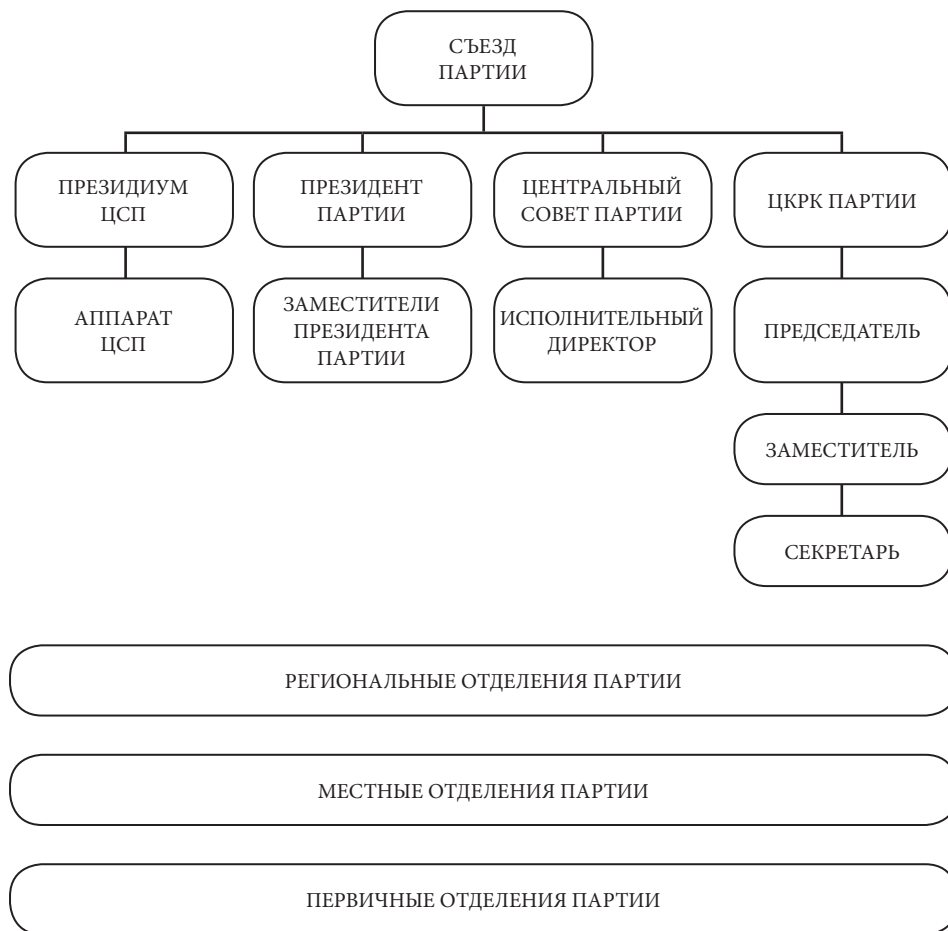 СЪЕЗД
ПАРТИИ
ПРЕЗИДИУМ
ЦСП
ПРЕЗИДЕНТ
ПАРТИИ
ЦЕНТРАЛЬНЫЙ
СОВЕТ ПАРТИИ
ЦКРК ПАРТИИ
АППАРАТ
ЦСП
ЗАМЕСТИТЕЛИ
ПРЕЗИДЕНТА
ПАРТИИ
ИСПОЛНИТЕЛЬНЫЙ
ДИРЕКТОР
ПРЕДСЕДАТЕЛЬ
ЗАМЕСТИТЕЛЬ
СЕКРЕТАРЬ
РЕГИОНАЛЬНЫЕ ОТДЕЛЕНИЯ ПАРТИИ
МЕСТНЫЕ ОТДЕЛЕНИЯ ПАРТИИ
ПЕРВИЧНЫЕ ОТДЕЛЕНИЯ ПАРТИИ